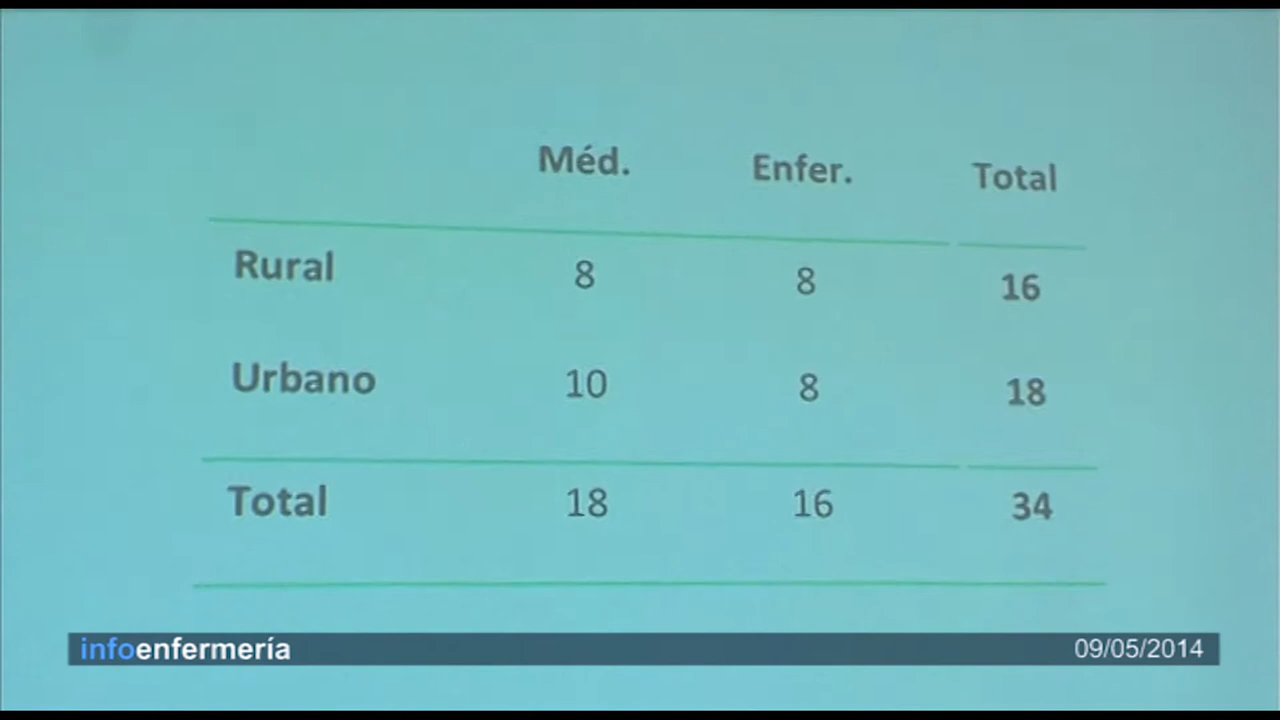 Méd. Enfer. Total
Rural 8 8 16
Urbano 10 8 18
Total 18 16 34
infoenfermería 09/05/2014